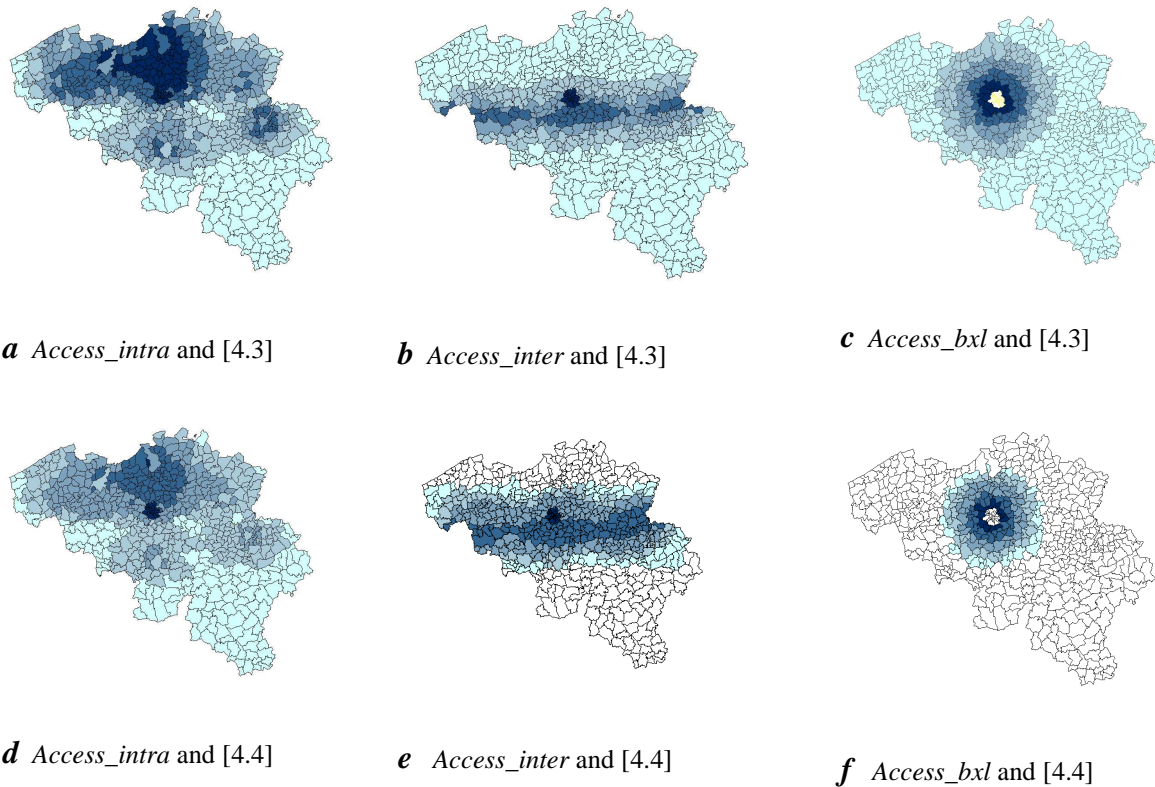 a Access_intra and [4.3]
b Access_inter and [4.3]
c Access_bxl and [4.3]
d Access_intra and [4.4]
e Access_inter and [4.4]
f Access_bxl and [4.4]